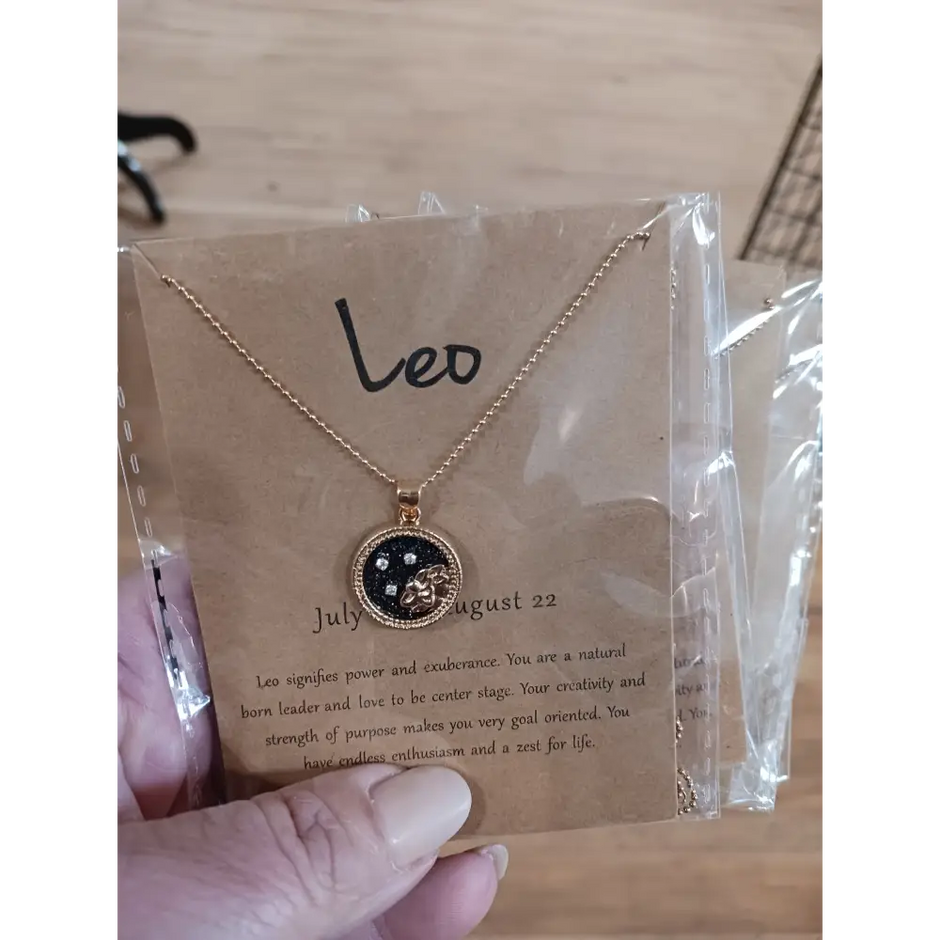 Leo
July ugust 22
Leo signifies power and exuberance. You are a natural
born leader and love to be center stage. Your creativity and
strength of purpose makes you very goal oriented. You
have endless enthusiasm and a zest for life.